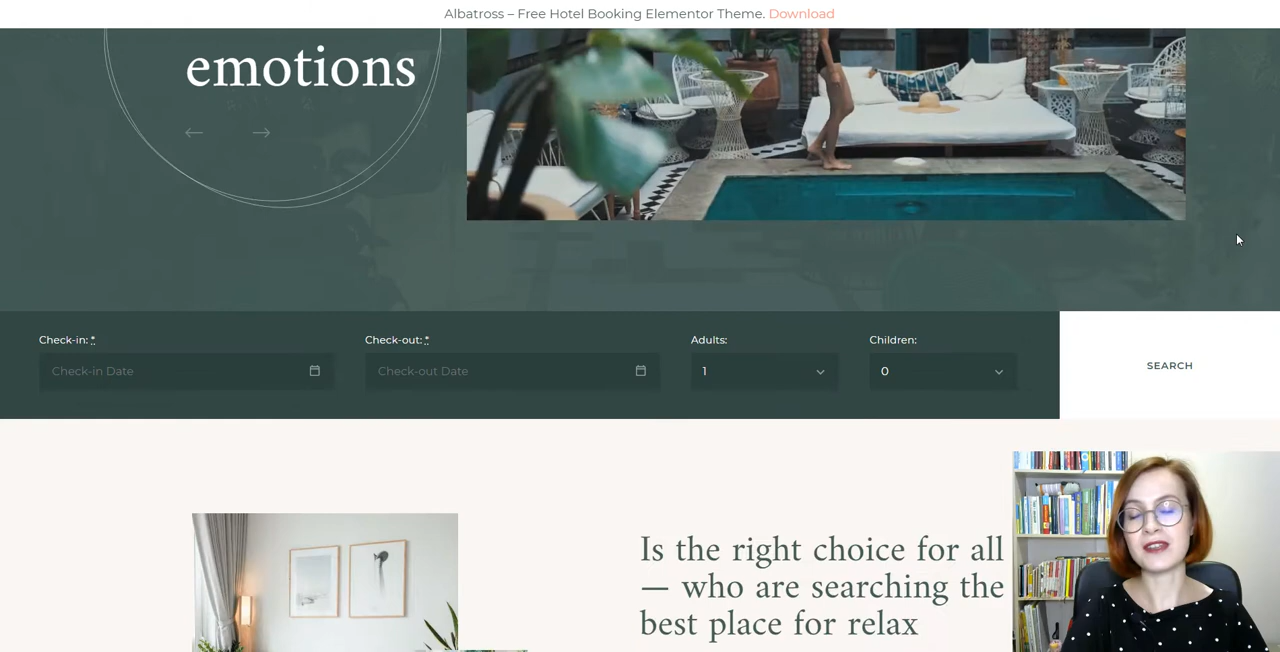 Albatross – Free Hotel Booking Elementor Theme. Download
emotions
Check-in: *
Check-out: *
Adults:
Children:
Check-in Date
Check-out Date
1
0
SEARCH
Is the right choice for all
— who are searching the
best place for relax